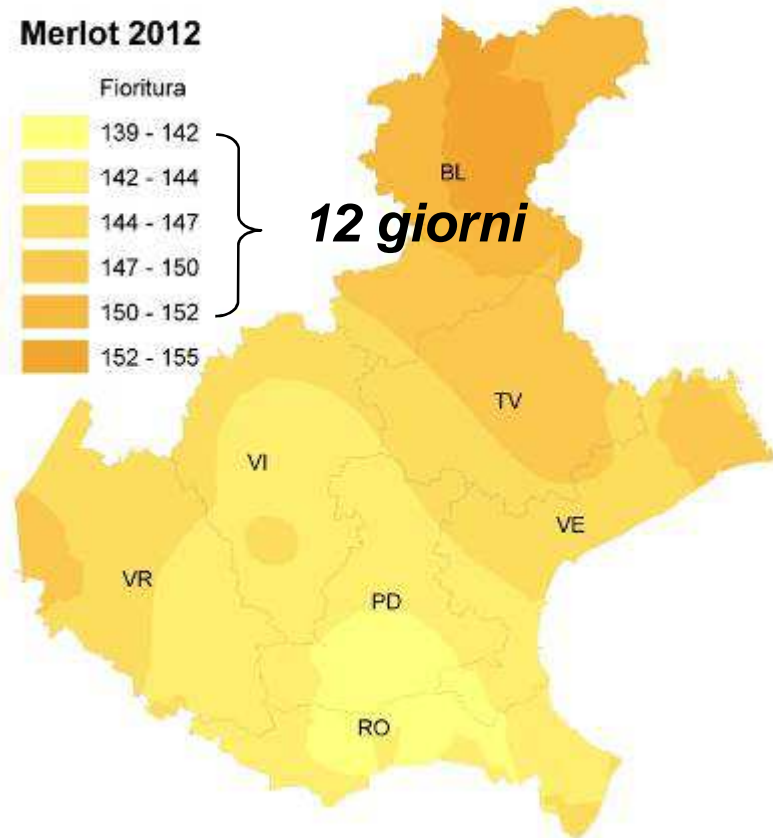 Merlot 2012
Fioritura
139 - 142
142 - 144
144 - 147
147 - 150
150 - 152
152 - 155
12 giorni
BL
TV
VI
VE
VR
PD
RO